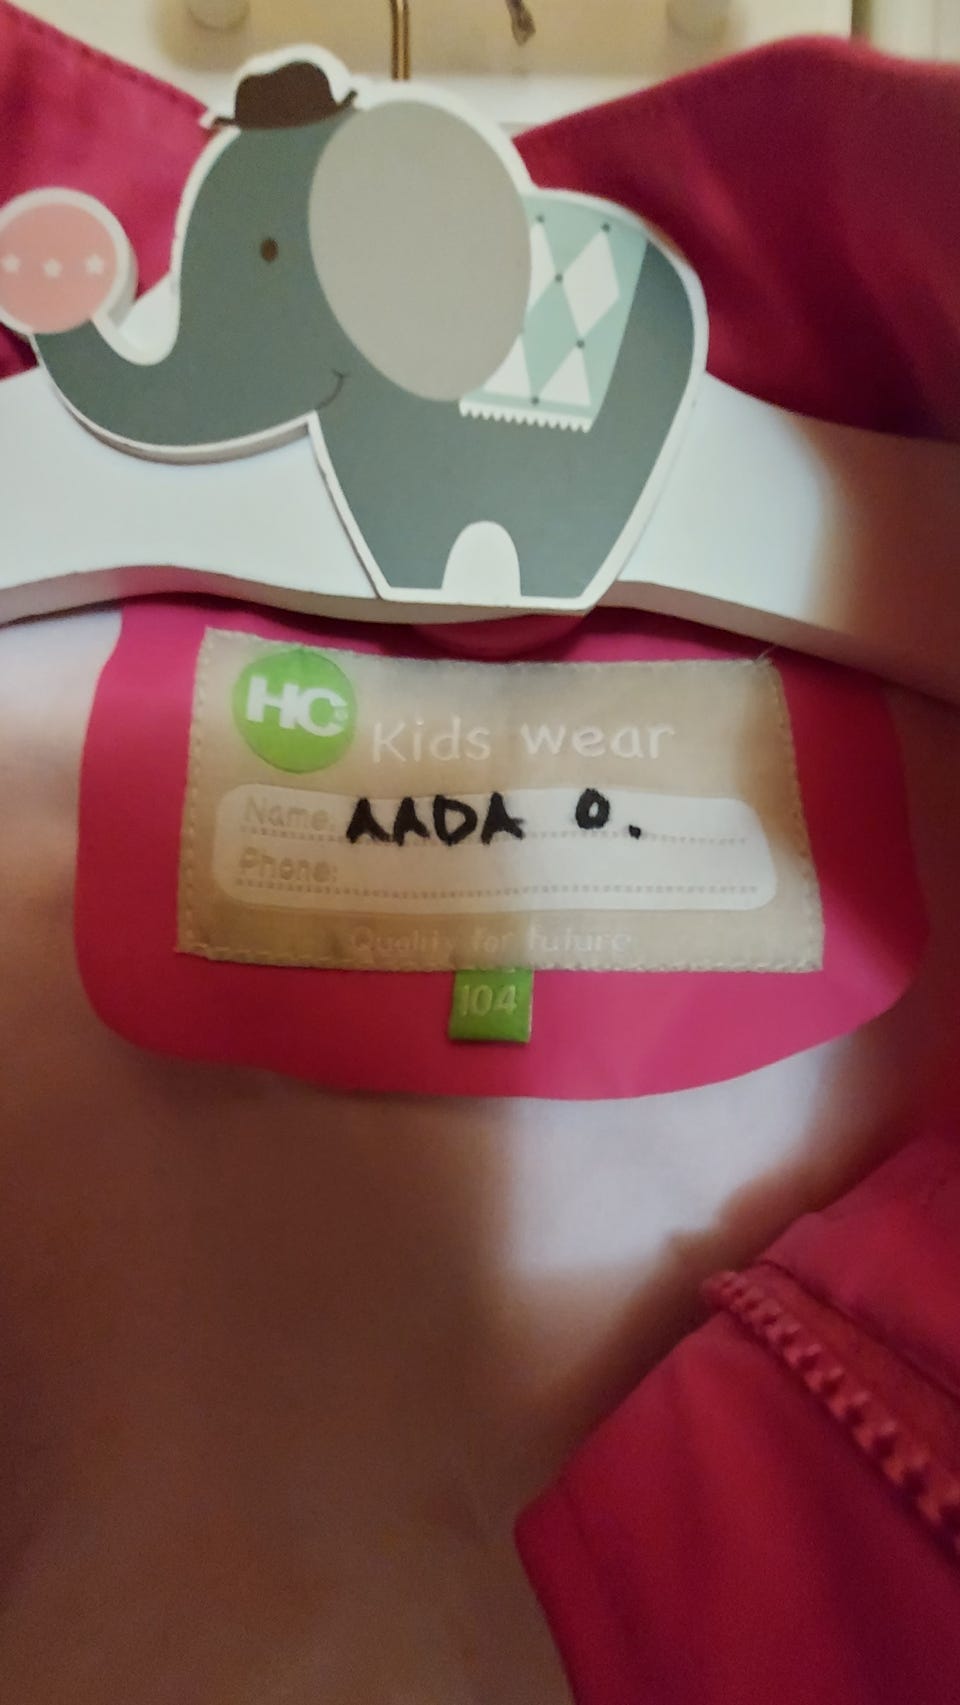 HC
Kids wear
Name: AADA O.
Phone:
Quality for future
104